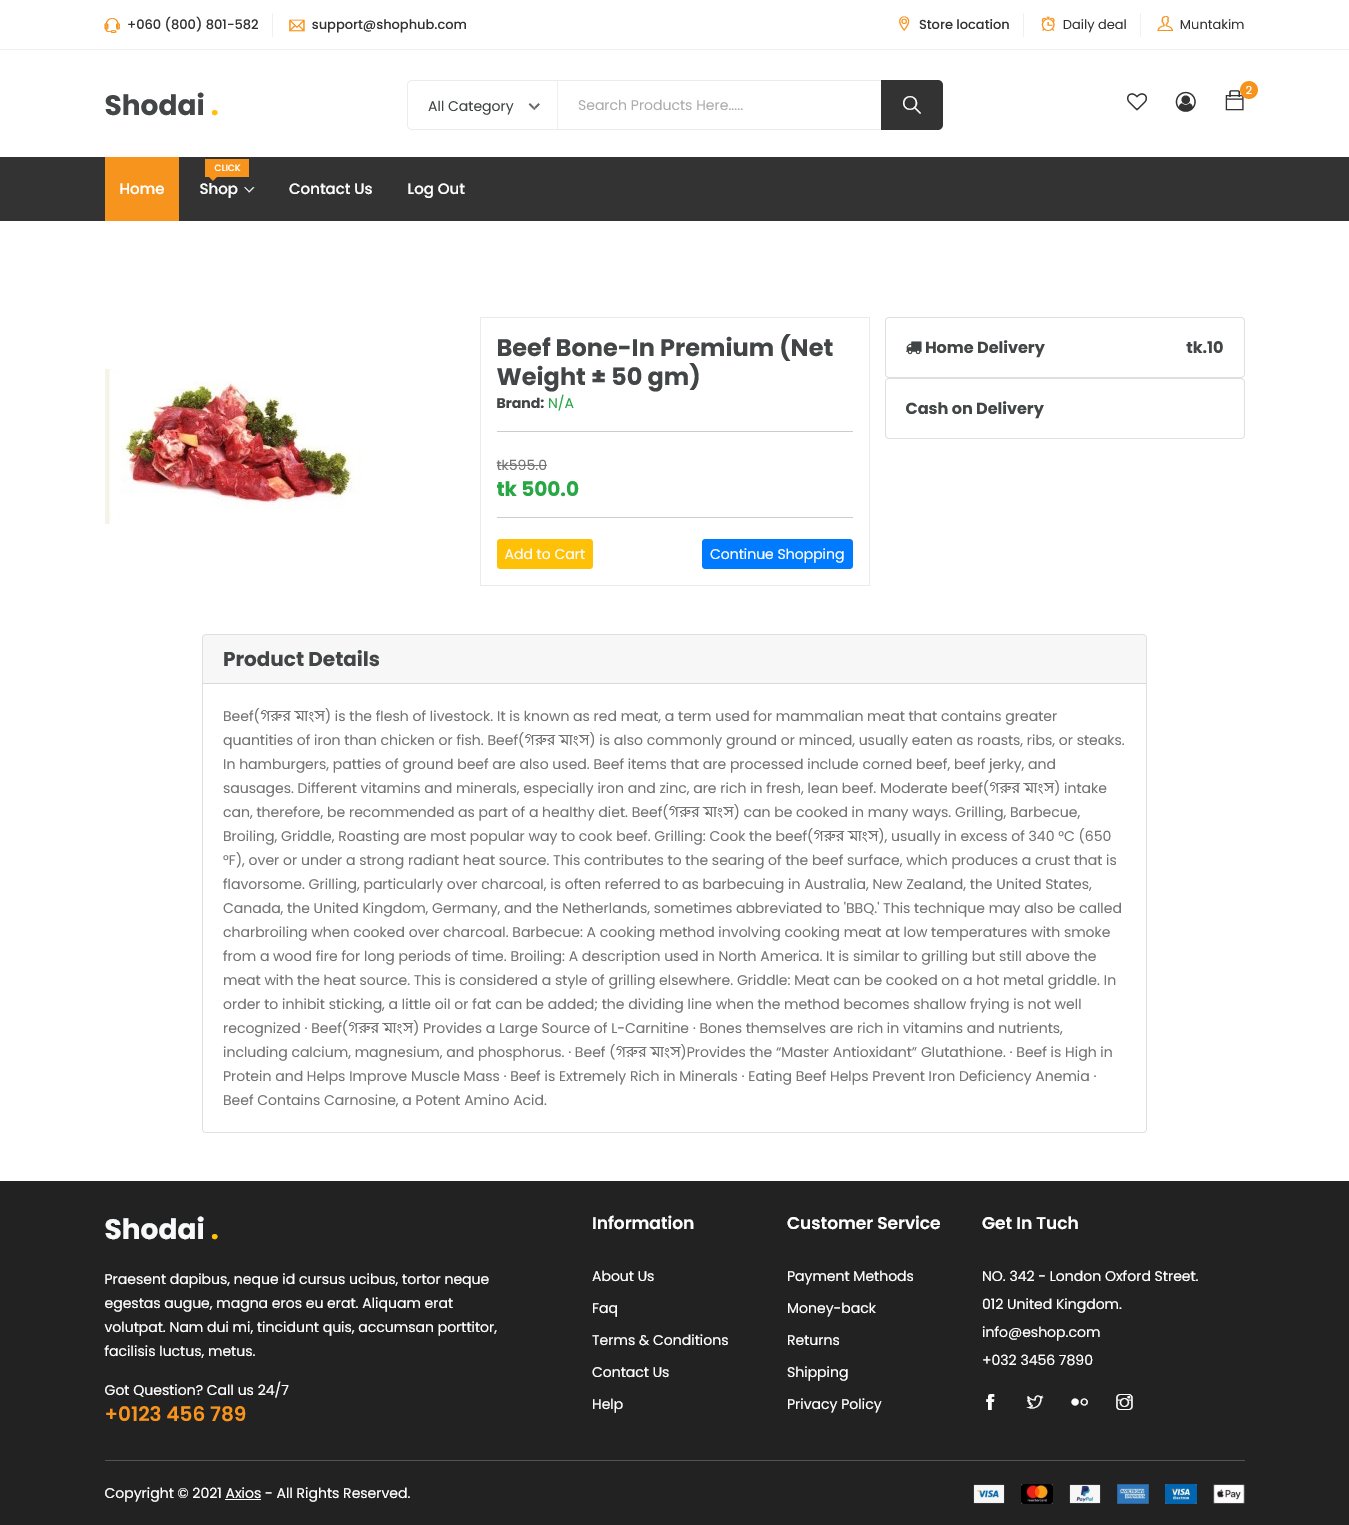 +060 (800) 801-582
support@shophub.com
Store location
Daily deal
Muntakim
Shodai .
All Category
Search Products Here.....
2
CLICK
Home
Shop
Contact Us
Log Out
Beef Bone-In Premium (Net
Weight ± 50 gm)
Brand: N/A
tk595.0
tk 500.0
Add to Cart
Continue Shopping
Home Delivery tk.10
Cash on Delivery
Product Details
Beef(গরুর মাংস) is the flesh of livestock. It is known as red meat, a term used for mammalian meat that contains greater
quantities of iron than chicken or fish. Beef(গরুর মাংস) is also commonly ground or minced, usually eaten as roasts, ribs, or steaks.
In hamburgers, patties of ground beef are also used. Beef items that are processed include corned beef, beef jerky, and
sausages. Different vitamins and minerals, especially iron and zinc, are rich in fresh, lean beef. Moderate beef(গরুর মাংস) intake
can, therefore, be recommended as part of a healthy diet. Beef(গরুর মাংস) can be cooked in many ways. Grilling, Barbecue,
Broiling, Griddle, Roasting are most popular way to cook beef. Grilling: Cook the beef(গরুর মাংস), usually in excess of 340 °C (650
°F), over or under a strong radiant heat source. This contributes to the searing of the beef surface, which produces a crust that is
flavorsome. Grilling, particularly over charcoal, is often referred to as barbecuing in Australia, New Zealand, the United States,
Canada, the United Kingdom, Germany, and the Netherlands, sometimes abbreviated to 'BBQ.' This technique may also be called
charbroiling when cooked over charcoal. Barbecue: A cooking method involving cooking meat at low temperatures with smoke
from a wood fire for long periods of time. Broiling: A description used in North America. It is similar to grilling but still above the
meat with the heat source. This is considered a style of grilling elsewhere. Griddle: Meat can be cooked on a hot metal griddle. In
order to inhibit sticking, a little oil or fat can be added; the dividing line when the method becomes shallow frying is not well
recognized · Beef(গরুর মাংস) Provides a Large Source of L-Carnitine · Bones themselves are rich in vitamins and nutrients,
including calcium, magnesium, and phosphorus. · Beef (গরুর মাংস)Provides the “Master Antioxidant” Glutathione. · Beef is High in
Protein and Helps Improve Muscle Mass · Beef is Extremely Rich in Minerals · Eating Beef Helps Prevent Iron Deficiency Anemia ·
Beef Contains Carnosine, a Potent Amino Acid.
Shodai .
Praesent dapibus, neque id cursus ucibus, tortor neque
egestas augue, magna eros eu erat. Aliquam erat
volutpat. Nam dui mi, tincidunt quis, accumsan porttitor,
facilisis luctus, metus.
Got Question? Call us 24/7
+0123 456 789
Information
About Us
Faq
Terms & Conditions
Contact Us
Help
Customer Service
Payment Methods
Money-back
Returns
Shipping
Privacy Policy
Get In Tuch
NO. 342 - London Oxford Street.
012 United Kingdom.
info@eshop.com
+032 3456 7890
Copyright © 2021 Axios - All Rights Reserved.
VISA
PayPal
VISA
Pay